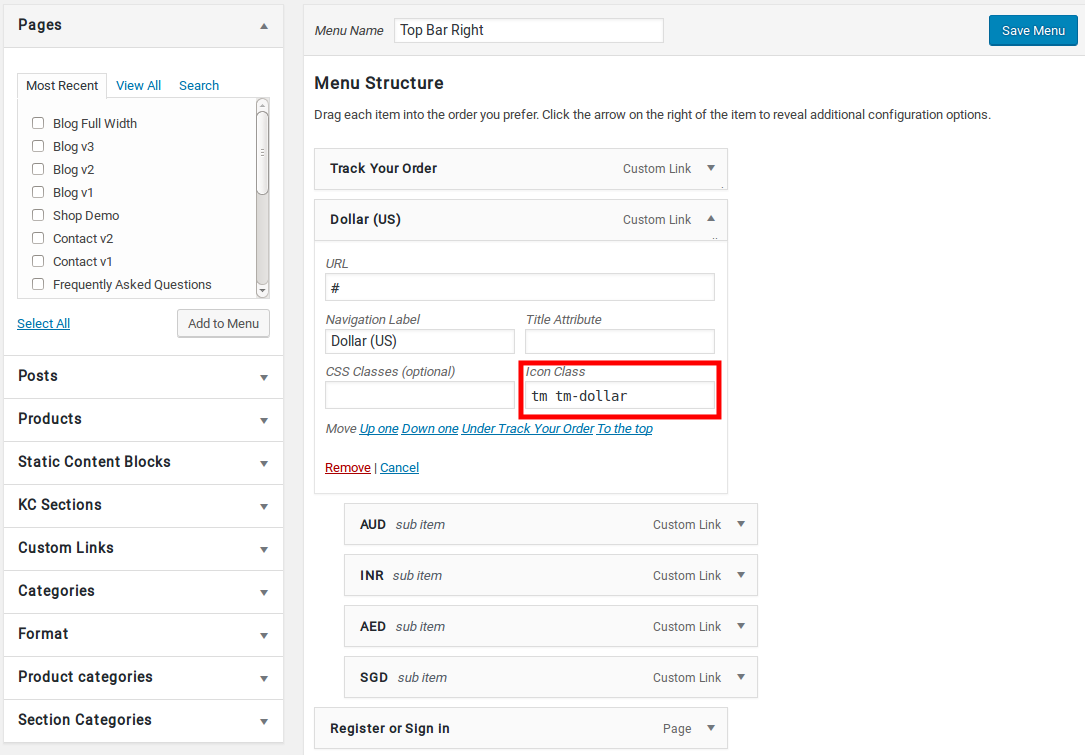 Pages
Most Recent View All Search
Blog Full Width
Blog v3
Blog v2
Blog v1
Shop Demo
Contact v2
Contact v1
Frequently Asked Questions
Select All Add to Menu
Posts
Products
Static Content Blocks
KC Sections
Custom Links
Categories
Format
Product categories
Section Categories
Menu Name Top Bar Right Save Menu
Menu Structure
Drag each item into the order you prefer. Click the arrow on the right of the item to reveal additional configuration options.
Track Your Order Custom Link
Dollar (US) Custom Link
URL
#
Navigation Label Title Attribute
Dollar (US)
CSS Classes (optional) Icon Class
tm tm-dollar
Move Up one Down one Under Track Your Order To the top
Remove | Cancel
AUD sub item Custom Link
INR sub item Custom Link
AED sub item Custom Link
SGD sub item Custom Link
Register or Sign In Page